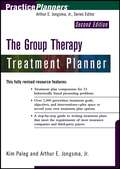 PracticePlanners®
Arthur E. Jongsma, Jr., Series Editor
Second Edition
The Group Therapy
Treatment Planner
This fully revised resource features:
Treatment plan components for 33
behaviorally based presenting problems
Over 1,000 prewritten treatment goals,
objectives, and interventions—plus space to
record your own treatment plan options
A step-by-step guide to writing treatment plans
that meet the requirements of most insurance
companies and third-party payors
Kim Paleg and Arthur E. Jongsma, Jr.